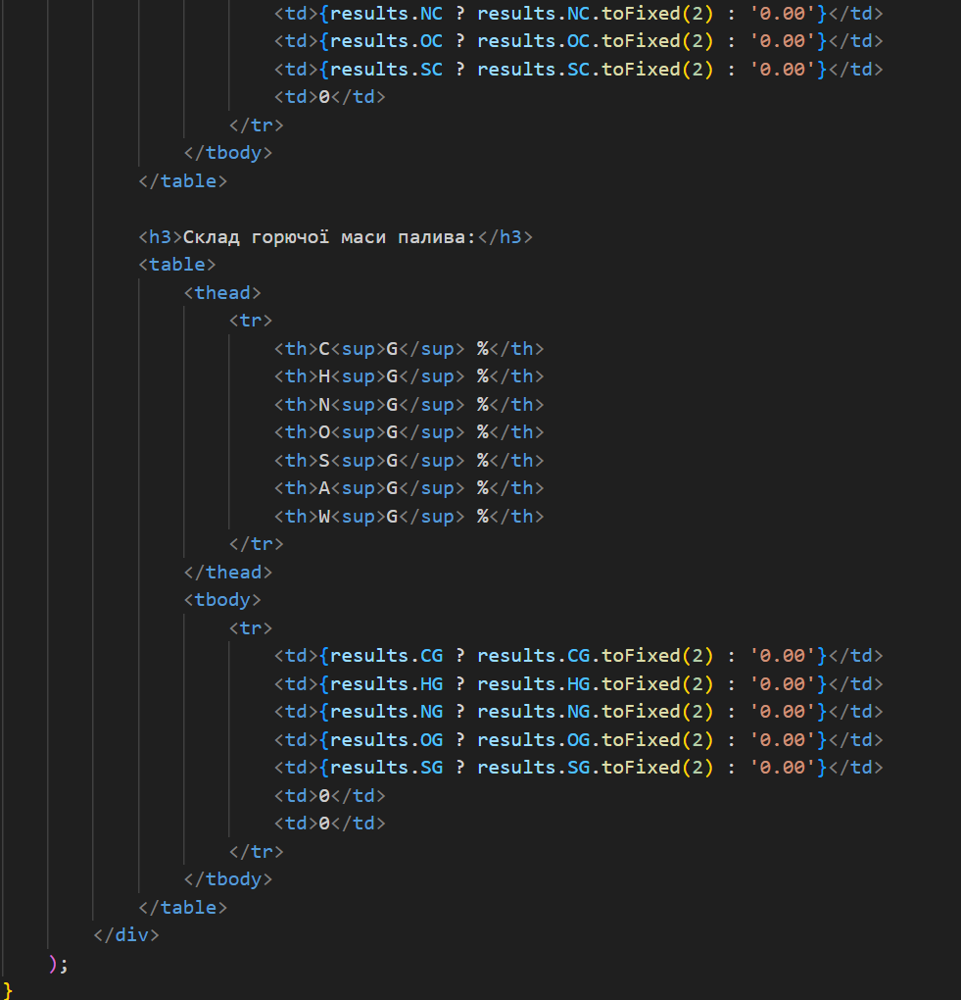 <td>{results.NC ? results.NC.toFixed(2) : '0.00'}</td>
<td>{results.OC ? results.OC.toFixed(2) : '0.00'}</td>
<td>{results.SC ? results.SC.toFixed(2) : '0.00'}</td>
<td>0</td>
</tr>
</tbody>
</table>
<h3>Склад горючої маси палива:</h3>
<table>
<thead>
<tr>
<th>C<sup>G</sup> %</th>
<th>H<sup>G</sup> %</th>
<th>N<sup>G</sup> %</th>
<th>O<sup>G</sup> %</th>
<th>S<sup>G</sup> %</th>
<th>A<sup>G</sup> %</th>
<th>W<sup>G</sup> %</th>
</tr>
</thead>
<tbody>
<tr>
<td>{results.CG ? results.CG.toFixed(2) : '0.00'}</td>
<td>{results.HG ? results.HG.toFixed(2) : '0.00'}</td>
<td>{results.NG ? results.NG.toFixed(2) : '0.00'}</td>
<td>{results.OG ? results.OG.toFixed(2) : '0.00'}</td>
<td>{results.SG ? results.SG.toFixed(2) : '0.00'}</td>
<td>0</td>
<td>0</td>
</tr>
</tbody>
</table>
</div>
);
}